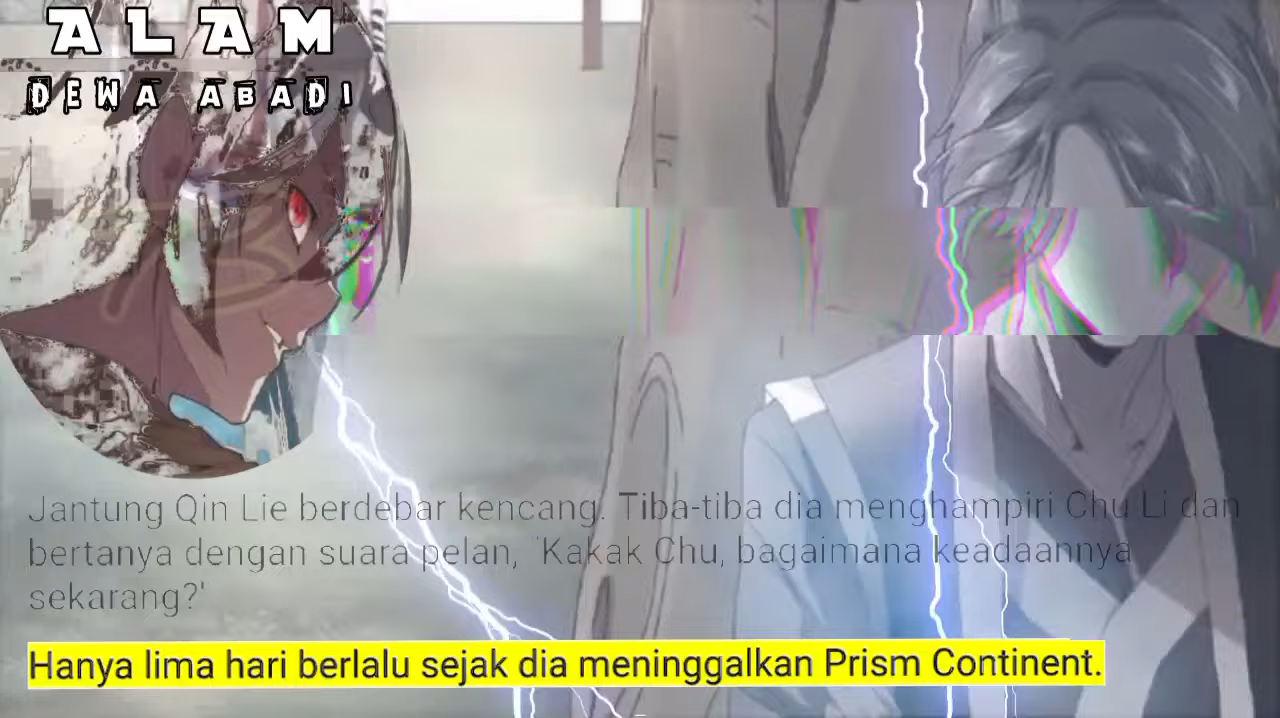 ALAM
DEWA ABADI
Jantung Qin Lie berdebar kencang. Tiba-tiba dia menghampiri Chu Li dan
bertanya dengan suara pelan, 'Kakak Chu, bagaimana keadaannya
sekarang?'
Hanya lima hari berlalu sejak dia meninggalkan Prism Continent.